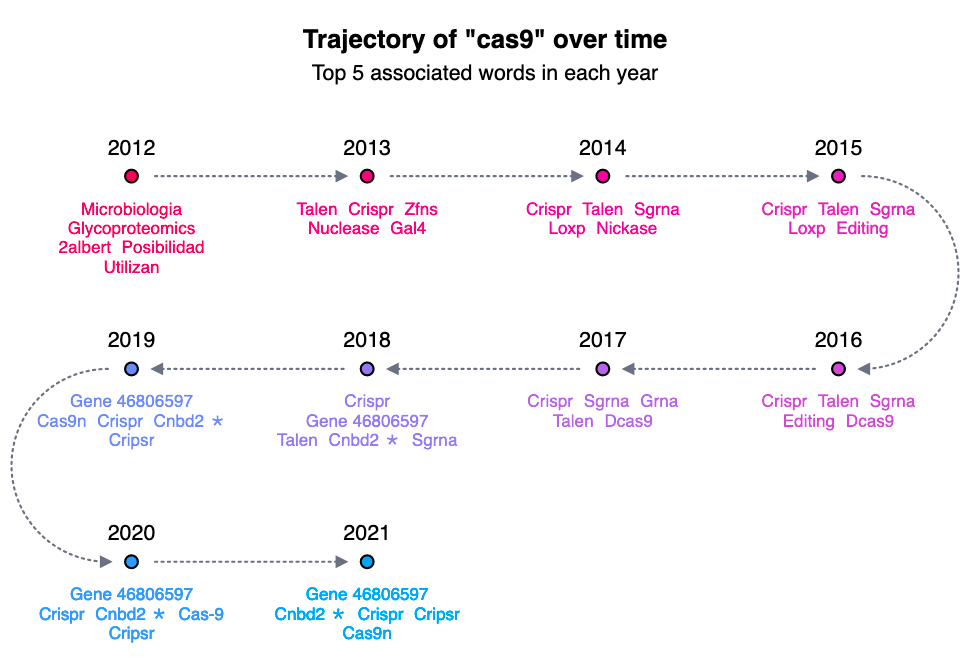 Trajectory of "cas9" over time
Top 5 associated words in each year
2012
Microbiologia
Glycoproteomics
2albert Posibilidad
Utilizan
2013
Talen Crispr Zfns
Nuclease Gal4
2014
Crispr Talen Sgrna
Loxp Nickase
2015
Crispr Talen Sgrna
Loxp Editing
2016
Crispr Talen Sgrna
Editing Dcas9
2017
Crispr Sgrna Grna
Talen Dcas9
2018
Crispr
Gene 46806597
Talen Cnbd2 * Sgrna
2019
Gene 46806597
Cas9n Crispr Cnbd2 *
Cripsr
2020
Gene 46806597
Crispr Cnbd2 * Cas-9
Cripsr
2021
Gene 46806597
Cnbd2 * Crispr Cripsr
Cas9n